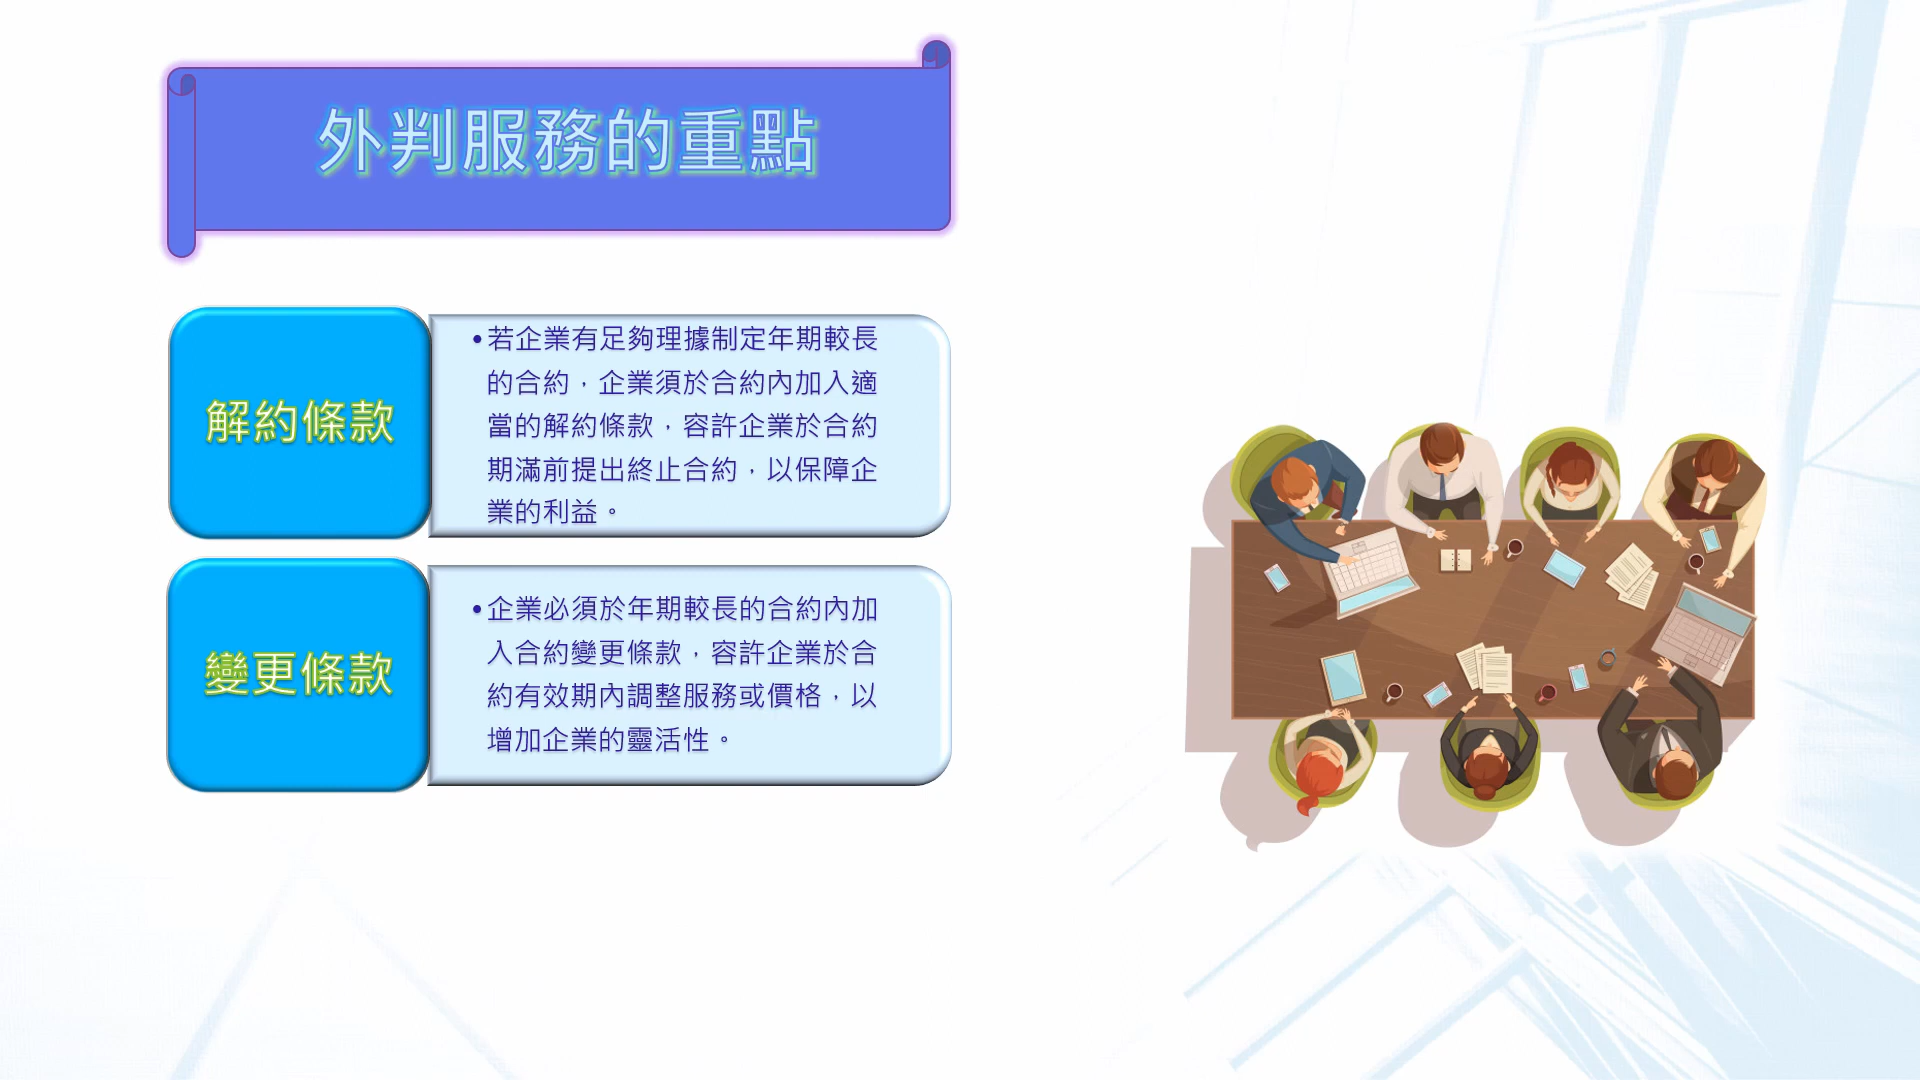 外判服務的重點
解約條款
•若企業有足夠理據制定年期較長
的合約，企業須於合約內加入適
當的解約條款，容許企業於合約
期滿前提出終止合約，以保障企
業的利益。
變更條款
•企業必須於年期較長的合約內加
入合約變更條款，容許企業於合
約有效期內調整服務或價格，以
增加企業的靈活性。